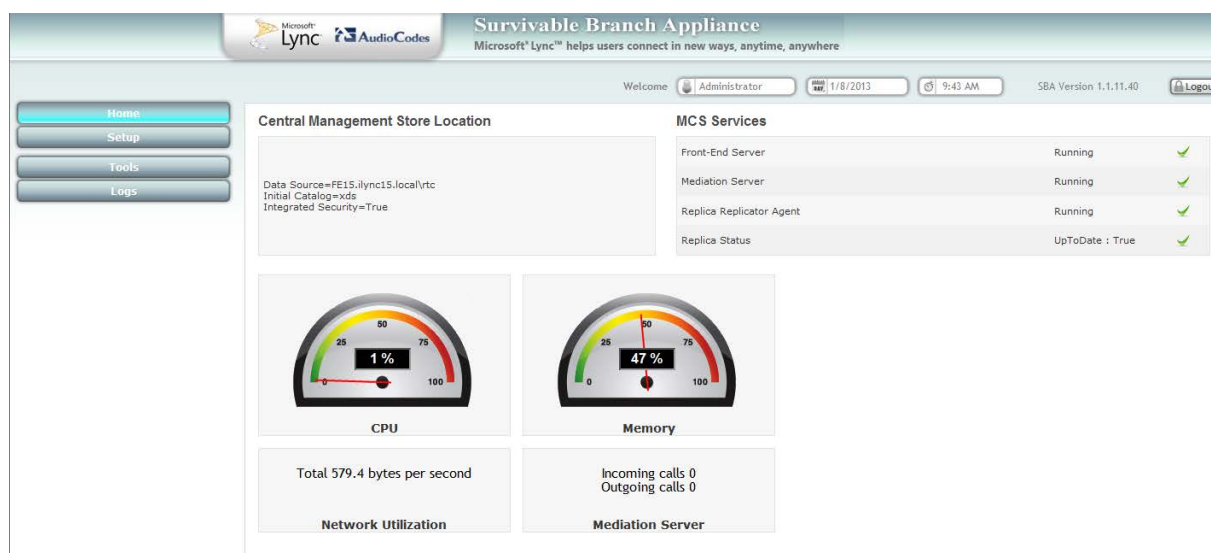 Microsoft®
Lync
AudioCodes
Survivable Branch Appliance
Microsoft® Lync™ helps users connect in new ways, anytime, anywhere
Welcome Administrator 1/8/2013 9:43 AM SBA Version 1.1.11.40 Logou
Home
Setup
Tools
Logs
Central Management Store Location
Data Source=FE15.ilync15.local\rtc
Initial Catalog=xds
Integrated Security=True
MCS Services
Front-End Server Running
Mediation Server Running
Replica Replicator Agent Running
Replica Status UpToDate : True
0 25 50 75 100
1 %
CPU
0 25 50 75 100
47 %
Memory
Total 579.4 bytes per second
Network Utilization
Incoming calls 0
Outgoing calls 0
Mediation Server